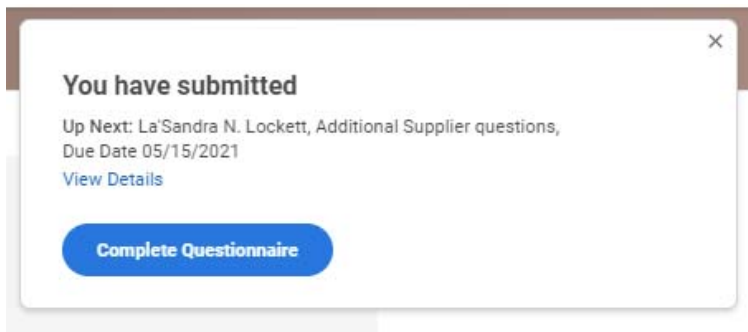 You have submitted
Up Next: La'Sandra N. Lockett, Additional Supplier questions,
Due Date 05/15/2021
View Details
Complete Questionnaire